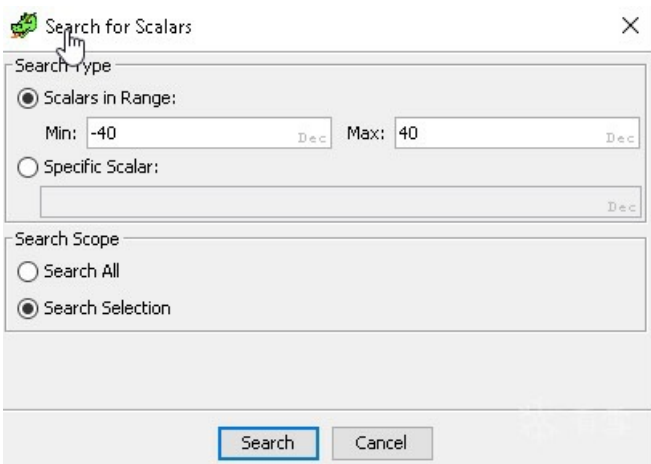 Search for Scalars
Search Type
Scalars in Range:
Min: -40 Dec Max: 40 Dec
Specific Scalar:
Dec
Search Scope
Search All
Search Selection
Search Cancel